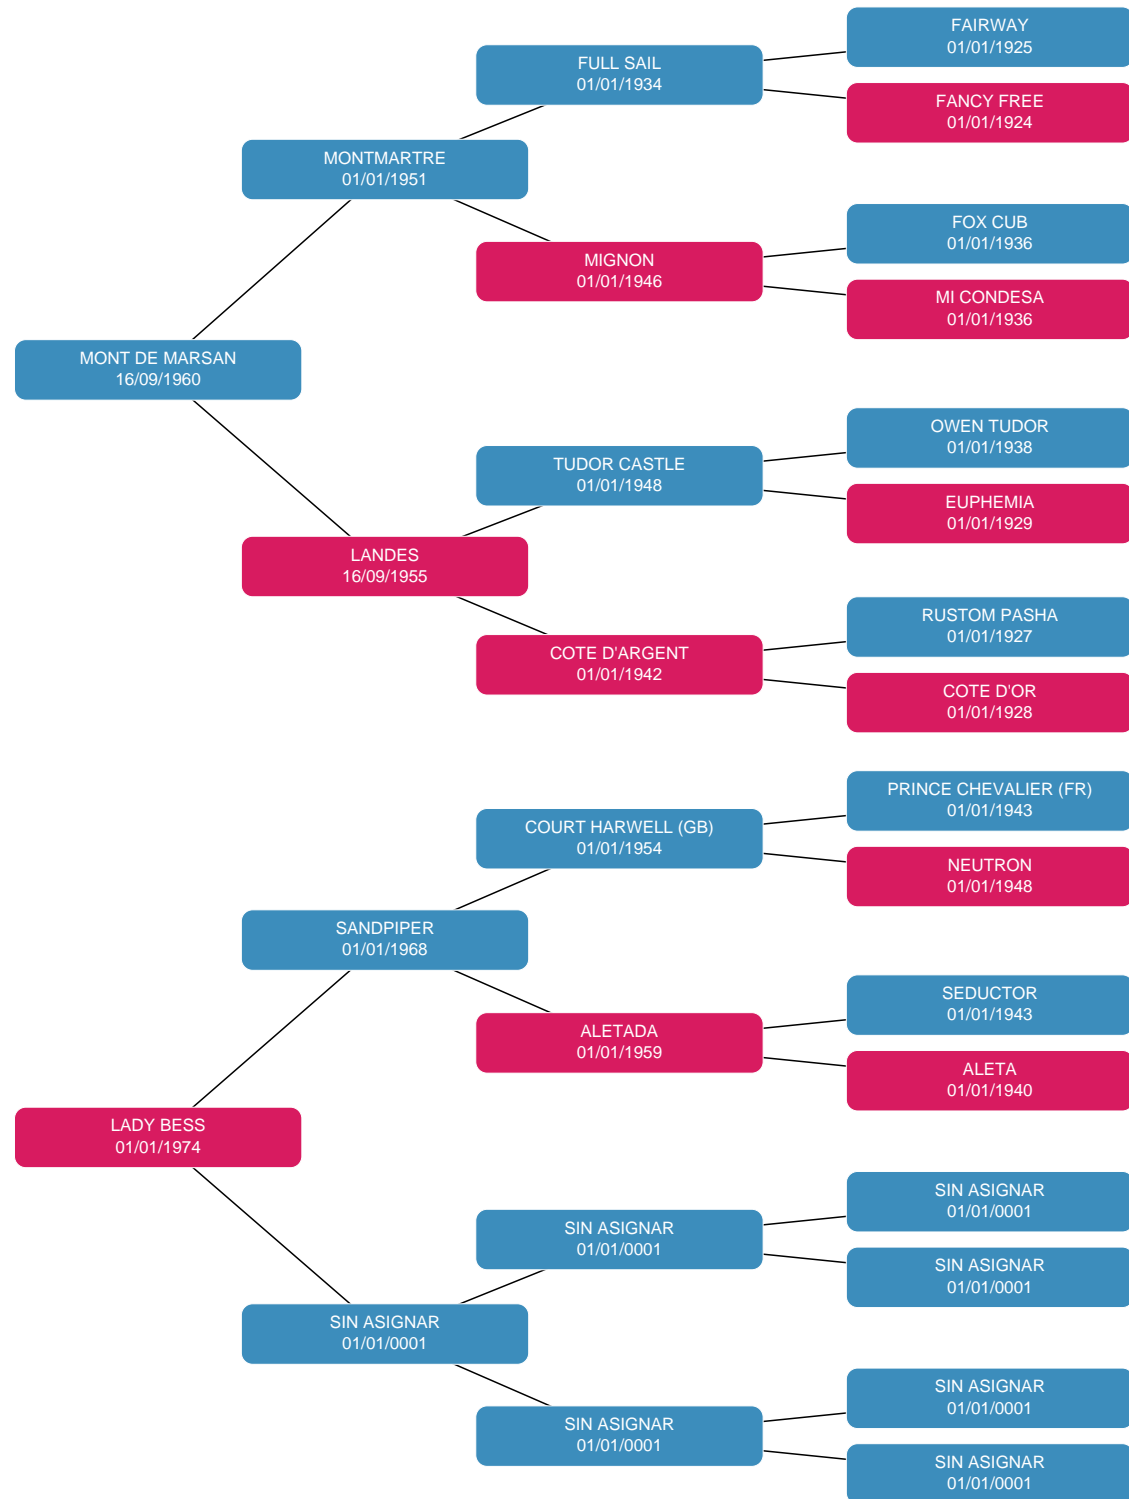 FAIRWAY
01/01/1925
FULL SAIL
01/01/1934
FANCY FREE
01/01/1924
MONTMARTRE
01/01/1951
FOX CUB
01/01/1936
MIGNON
01/01/1946
MI CONDESA
01/01/1936
MONT DE MARSAN
16/09/1960
OWEN TUDOR
01/01/1938
TUDOR CASTLE
01/01/1948
EUPHEMIA
01/01/1929
LANDES
16/09/1955
RUSTOM PASHA
01/01/1927
COTE D'ARGENT
01/01/1942
COTE D'OR
01/01/1928
PRINCE CHEVALIER (FR)
01/01/1943
COURT HARWELL (GB)
01/01/1954
NEUTRON
01/01/1948
SANDPIPER
01/01/1968
SEDUCTOR
01/01/1943
ALETADA
01/01/1959
ALETA
01/01/1940
LADY BESS
01/01/1974
SIN ASIGNAR
01/01/0001
SIN ASIGNAR
01/01/0001
SIN ASIGNAR
01/01/0001
SIN ASIGNAR
01/01/0001
SIN ASIGNAR
01/01/0001
SIN ASIGNAR
01/01/0001
SIN ASIGNAR
01/01/0001